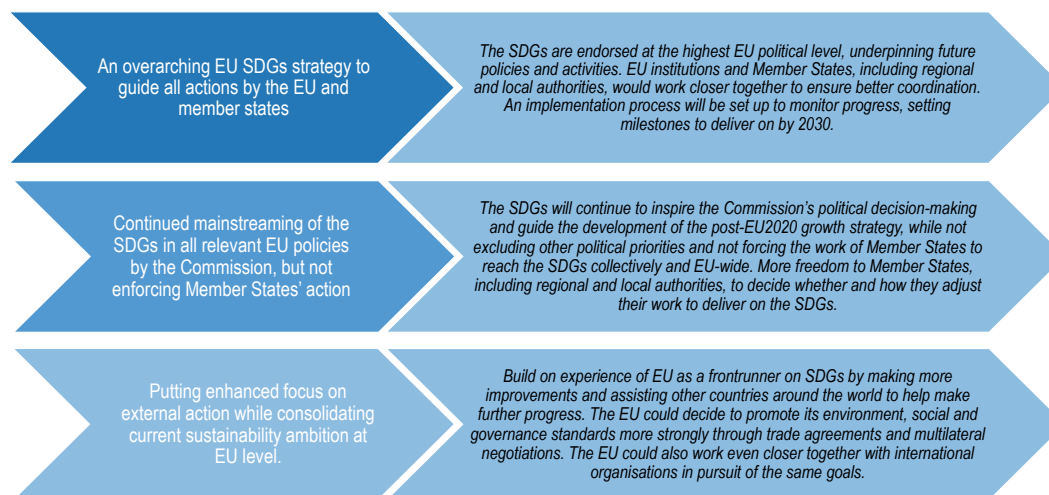 An overarching EU SDGs strategy to
guide all actions by the EU and
member states
The SDGs are endorsed at the highest EU political level, underpinning future
policies and activities. EU institutions and Member States, including regional
and local authorities, would work closer together to ensure better coordination.
An implementation process will be set up to monitor progress, setting
milestones to deliver on by 2030.
Continued mainstreaming of the
SDGs in all relevant EU policies
by the Commission, but not
enforcing Member States' action
The SDGs will continue to inspire the Commission's political decision-making
and guide the development of the post-EU2020 growth strategy, while not
excluding other political priorities and not forcing the work of Member States to
reach the SDGs collectively and EU-wide. More freedom to Member States,
including regional and local authorities, to decide whether and how they adjust
their work to deliver on the SDGs.
Putting enhanced focus on
external action while consolidating
current sustainability ambition at
EU level.
Build on experience of EU as a frontrunner on SDGs by making more
improvements and assisting other countries around the world to help make
further progress. The EU could decide to promote its environment, social and
governance standards more strongly through trade agreements and multilateral
negotiations. The EU could also work even closer together with international
organisations in pursuit of the same goals.